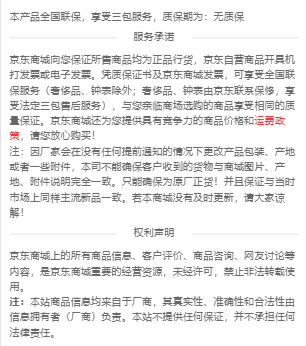 本产品全国联保，享受三包服务，质保期为：无质保
服务承诺
京东商城向您保证所售商品均为正品行货，京东自营商品开具机
打发票或电子发票。凭质保证书及京东商城发票，可享受全国联
保服务（奢侈品、钟表除外；奢侈品、钟表由京东联系保修，享
受法定三包售后服务），与您亲临商场选购的商品享受相同的质
量保证。京东商城还为您提供具有竞争力的商品价格和运费政
策，请您放心购买！
注：因厂家会在没有任何提前通知的情况下更改产品包装、产地
或者一些附件，本司不能确保客户收到的货物与商城图片、产
地、附件说明完全一致。只能确保为原厂正货！并且保证与当时
市场上同样主流新品一致。若本商城没有及时更新，请大家谅
解！
权利声明
京东商城上的所有商品信息、客户评价、商品咨询、网友讨论等
内容，是京东商城重要的经营资源，未经许可，禁止非法转载使
用。
注：本站商品信息均来自于厂商，其真实性、准确性和合法性由
信息拥有者（厂商）负责。本站不提供任何保证，并不承担任何
法律责任。